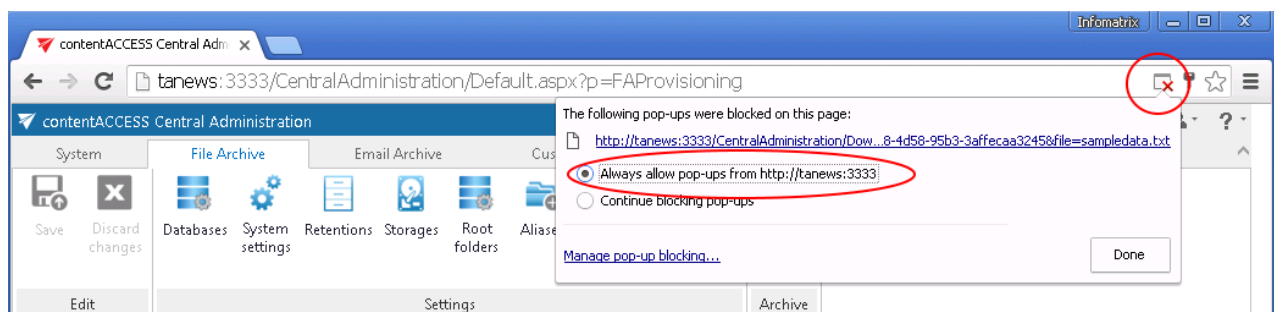 Infomatrix
contentACCESS Central Adm
tanews:3333/CentralAdministration/Default.aspx?p=FAProvisioning
contentACCESS Central Administration
?
System
File Archive
Email Archive
Cus
Save
Discard changes
Databases
System settings
Retentions
Storages
Root folders
Aliase
Edit
Settings
Archive
The following pop-ups were blocked on this page:
http://tanews:3333/CentralAdministration/Dow...8-4d58-95b3-3affecaa3245&file=sampledata.txt
Always allow pop-ups from http://tanews:3333
Continue blocking pop-ups
Manage pop-up blocking...
Done